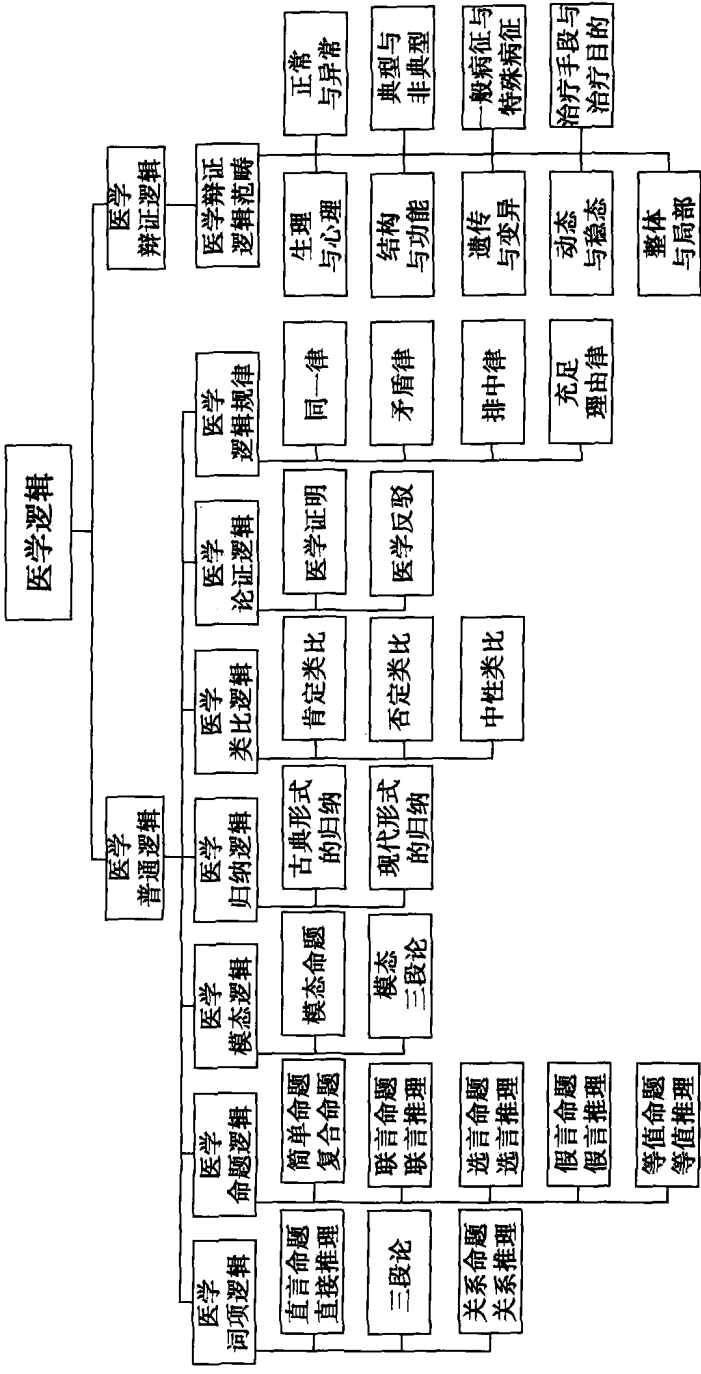 医学逻辑
医学
普通逻辑
医学
辩证逻辑
医学
词项逻辑
医学
命题逻辑
医学
模态逻辑
医学
归纳逻辑
医学
类比逻辑
医学
论证逻辑
医学
逻辑规律
医学辩证
逻辑范畴
直言命题
直接推理
三段论
关系命题
关系推理
简单命题
复合命题
联言命题
联言推理
选言命题
选言推理
假言命题
假言推理
等值命题
等值推理
模态命题
模态
三段论
古典形式
的归纳
现代形式
的归纳
肯定类比
否定类比
中性类比
医学证明
医学反驳
同一律
矛盾律
排中律
充足
理由律
生理
与心理
正常
与异常
结构
与功能
典型与
非典型
遗传
与变异
一般病征与
特殊病征
动态
与稳态
治疗手段与
治疗目的
整体
与局部